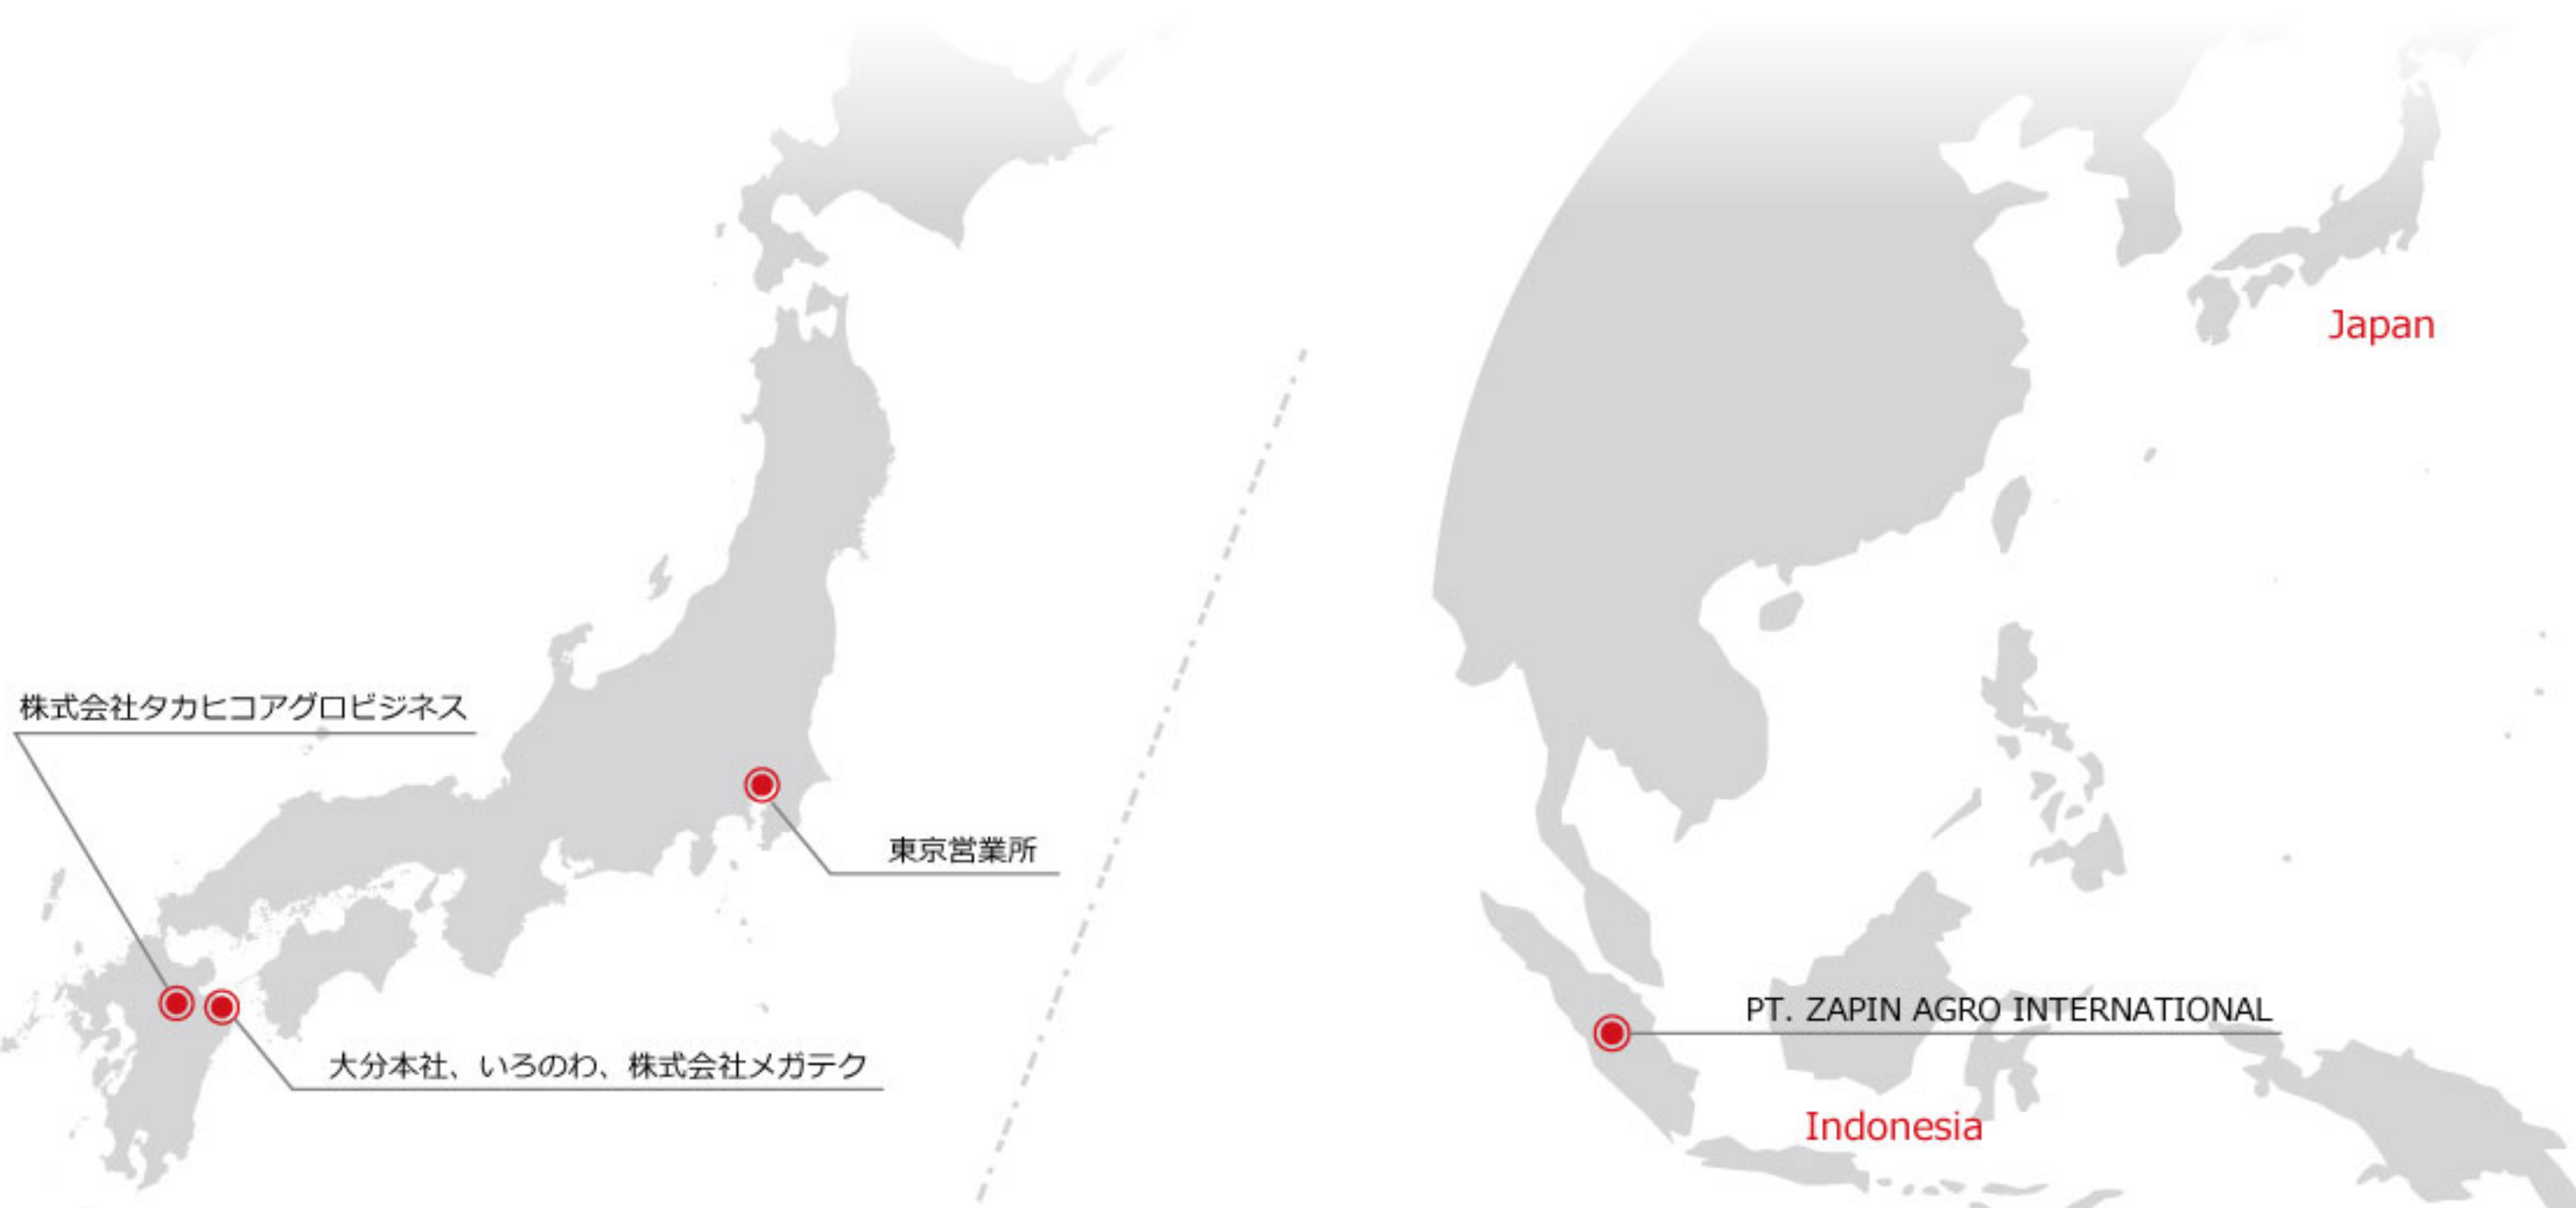 株式会社タカヒコアグロビジネス
東京営業所
大分本社、いろのわ、株式会社メガテク
Japan
PT. ZAPIN AGRO INTERNATIONAL
Indonesia